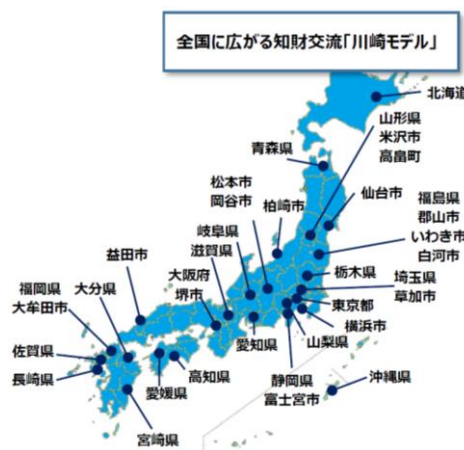 全国に広がる知財交流「川崎モデル」
北海道
山形県
米沢市
高畠町
青森県
松本市
岡谷市
柏崎市
仙台市
福島県
郡山市
いわき市
白河市
岐阜県
滋賀県
益田市
大阪府
堺市
栃木県
埼玉県
草加市
福岡県
大牟田市
大分県
東京都
横浜市
愛知県
山梨県
佐賀県
長崎県
愛媛県
高知県
静岡県
富士宮市
沖縄県
宮崎県